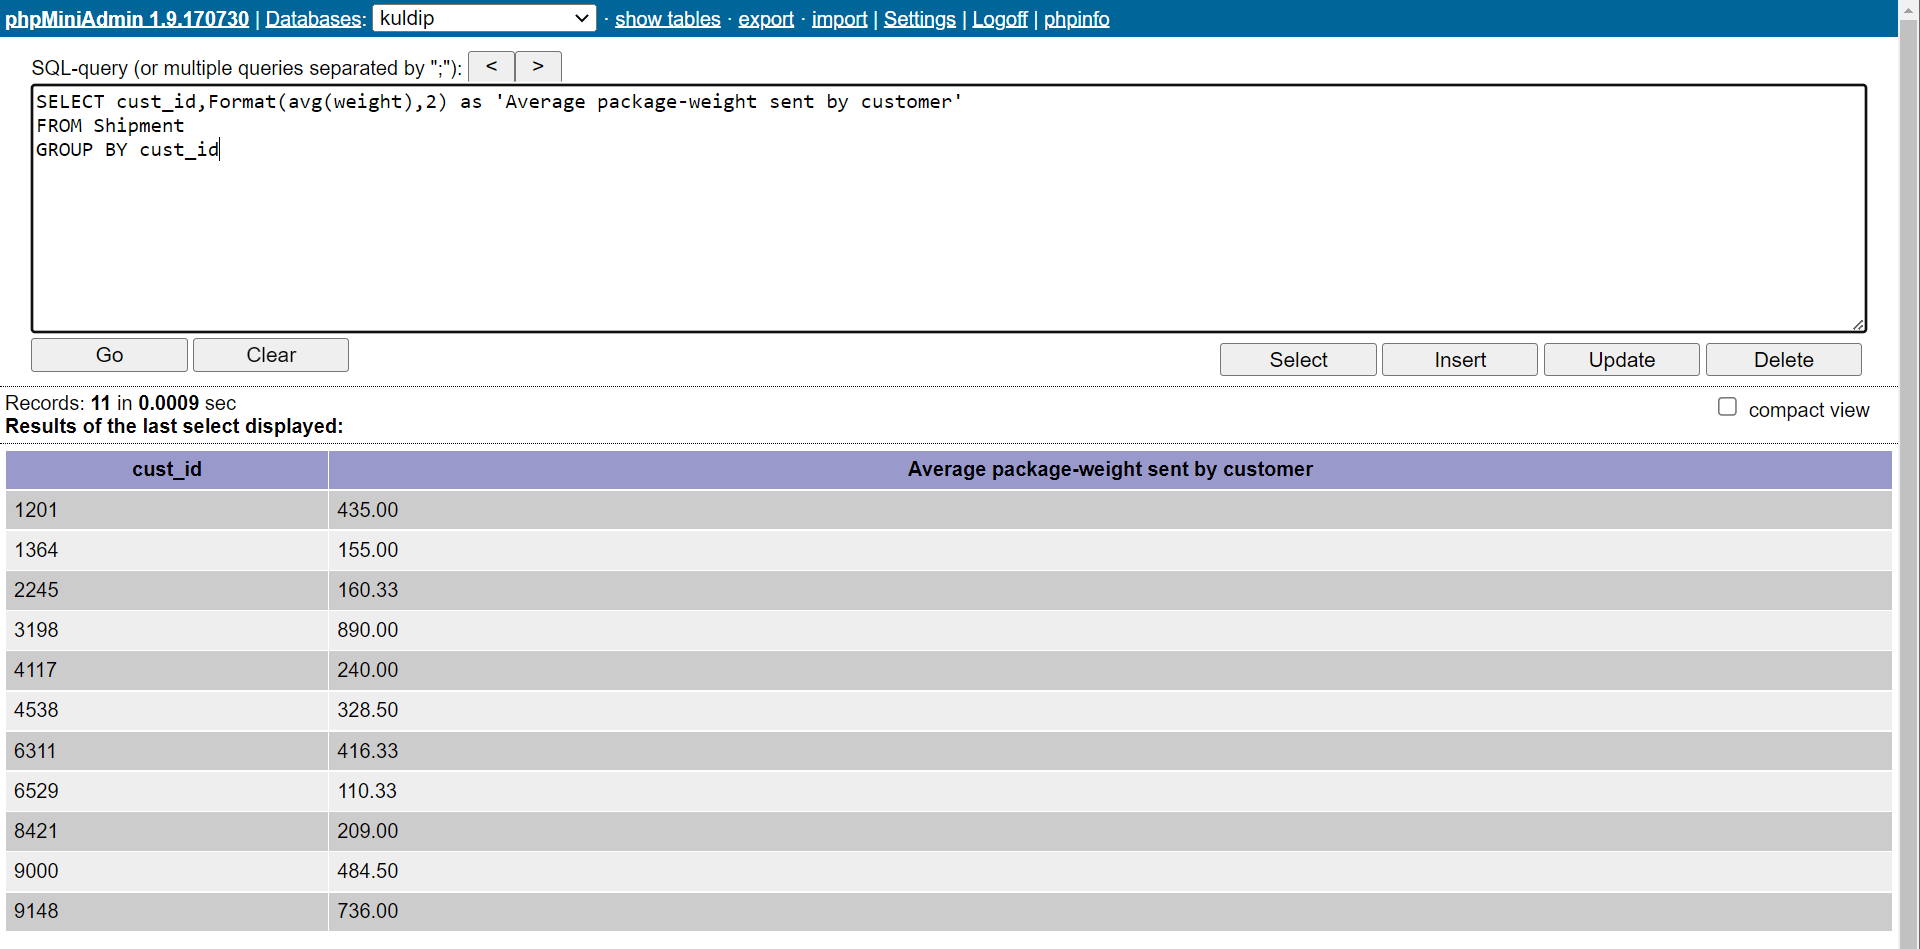 phpMiniAdmin 1.9.170730 | Databases: kuldip · show tables · export · import | Settings | Logoff | phpinfo
SQL-query (or multiple queries separated by ";"): < >
SELECT cust_id,Format(avg(weight),2) as 'Average package-weight sent by customer'
FROM Shipment
GROUP BY cust_id
Go Clear Select Insert Update Delete
Records: 11 in 0.0009 sec compact view
Results of the last select displayed:
cust_id Average package-weight sent by customer
1201 435.00
1364 155.00
2245 160.33
3198 890.00
4117 240.00
4538 328.50
6311 416.33
6529 110.33
8421 209.00
9000 484.50
9148 736.00